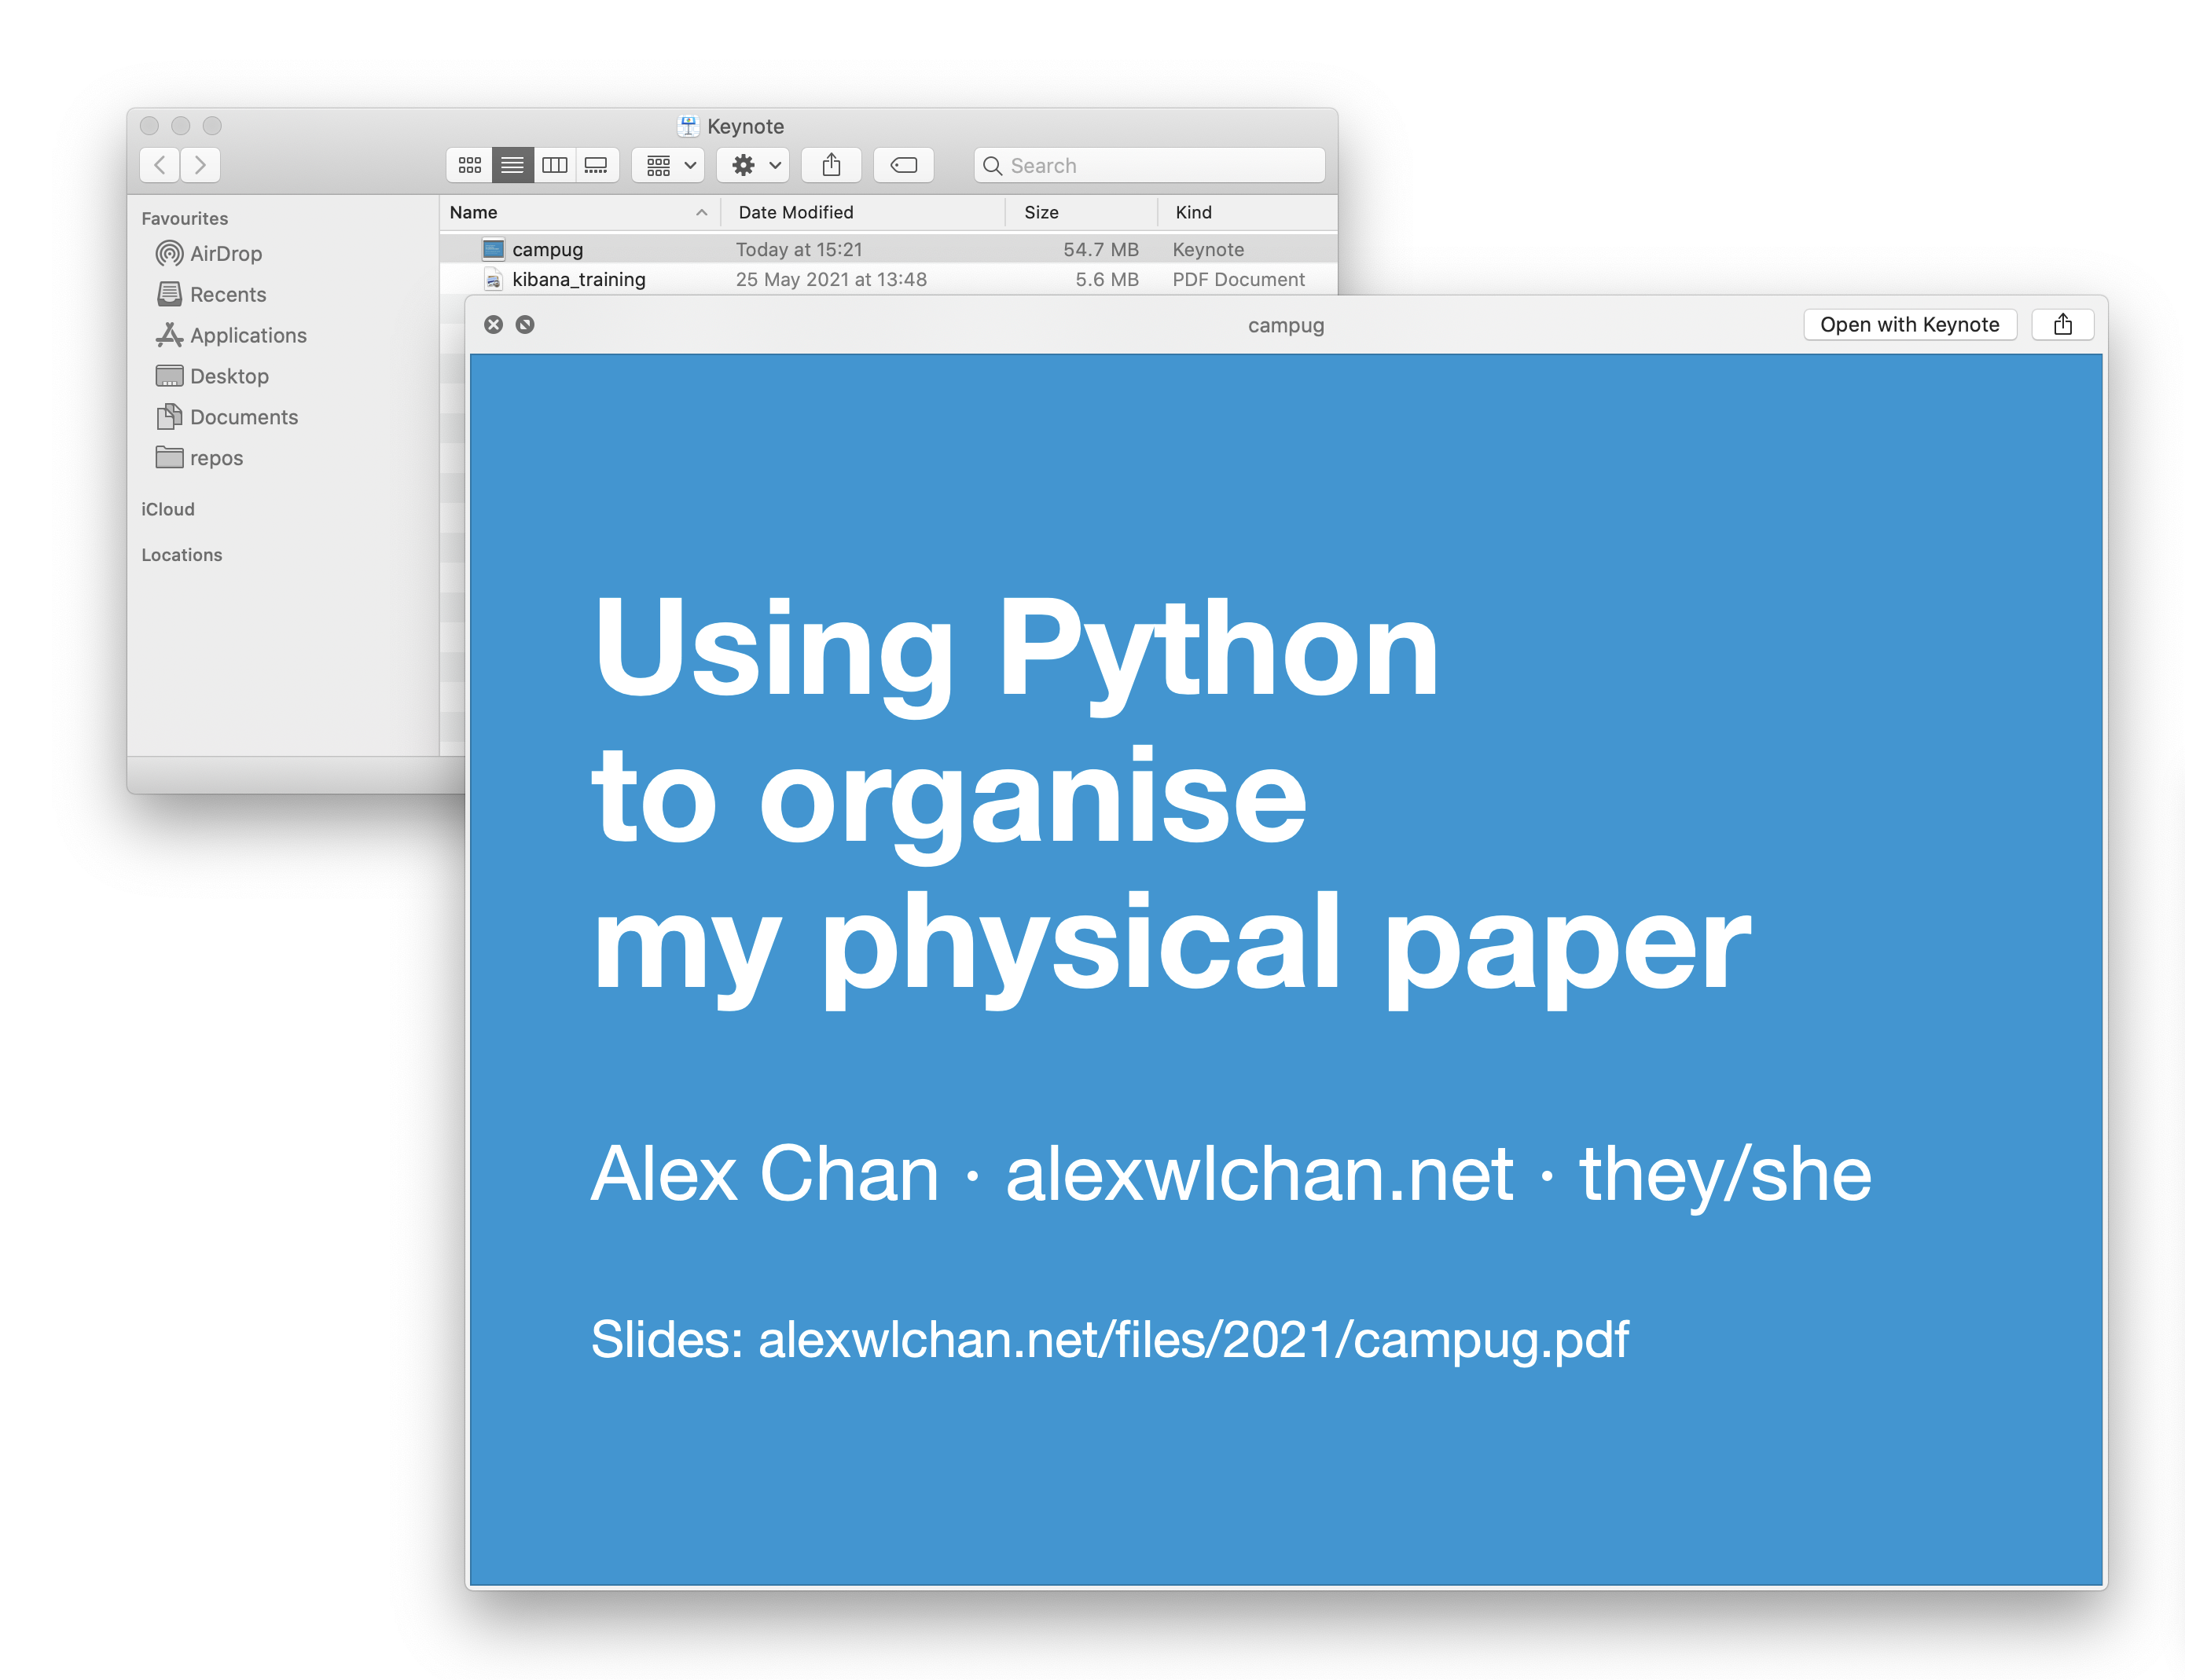 Keynote
Search
Favourites
AirDrop
Recents
Applications
Desktop
Documents
repos
iCloud
Locations
Name Date Modified Size Kind
campug Today at 15:21 54.7 MB Keynote
kibana_training 25 May 2021 at 13:48 5.6 MB PDF Document
campug
Open with Keynote
Using Python
to organise
my physical paper
Alex Chan · alexwlchan.net · they/she
Slides: alexwlchan.net/files/2021/campug.pdf